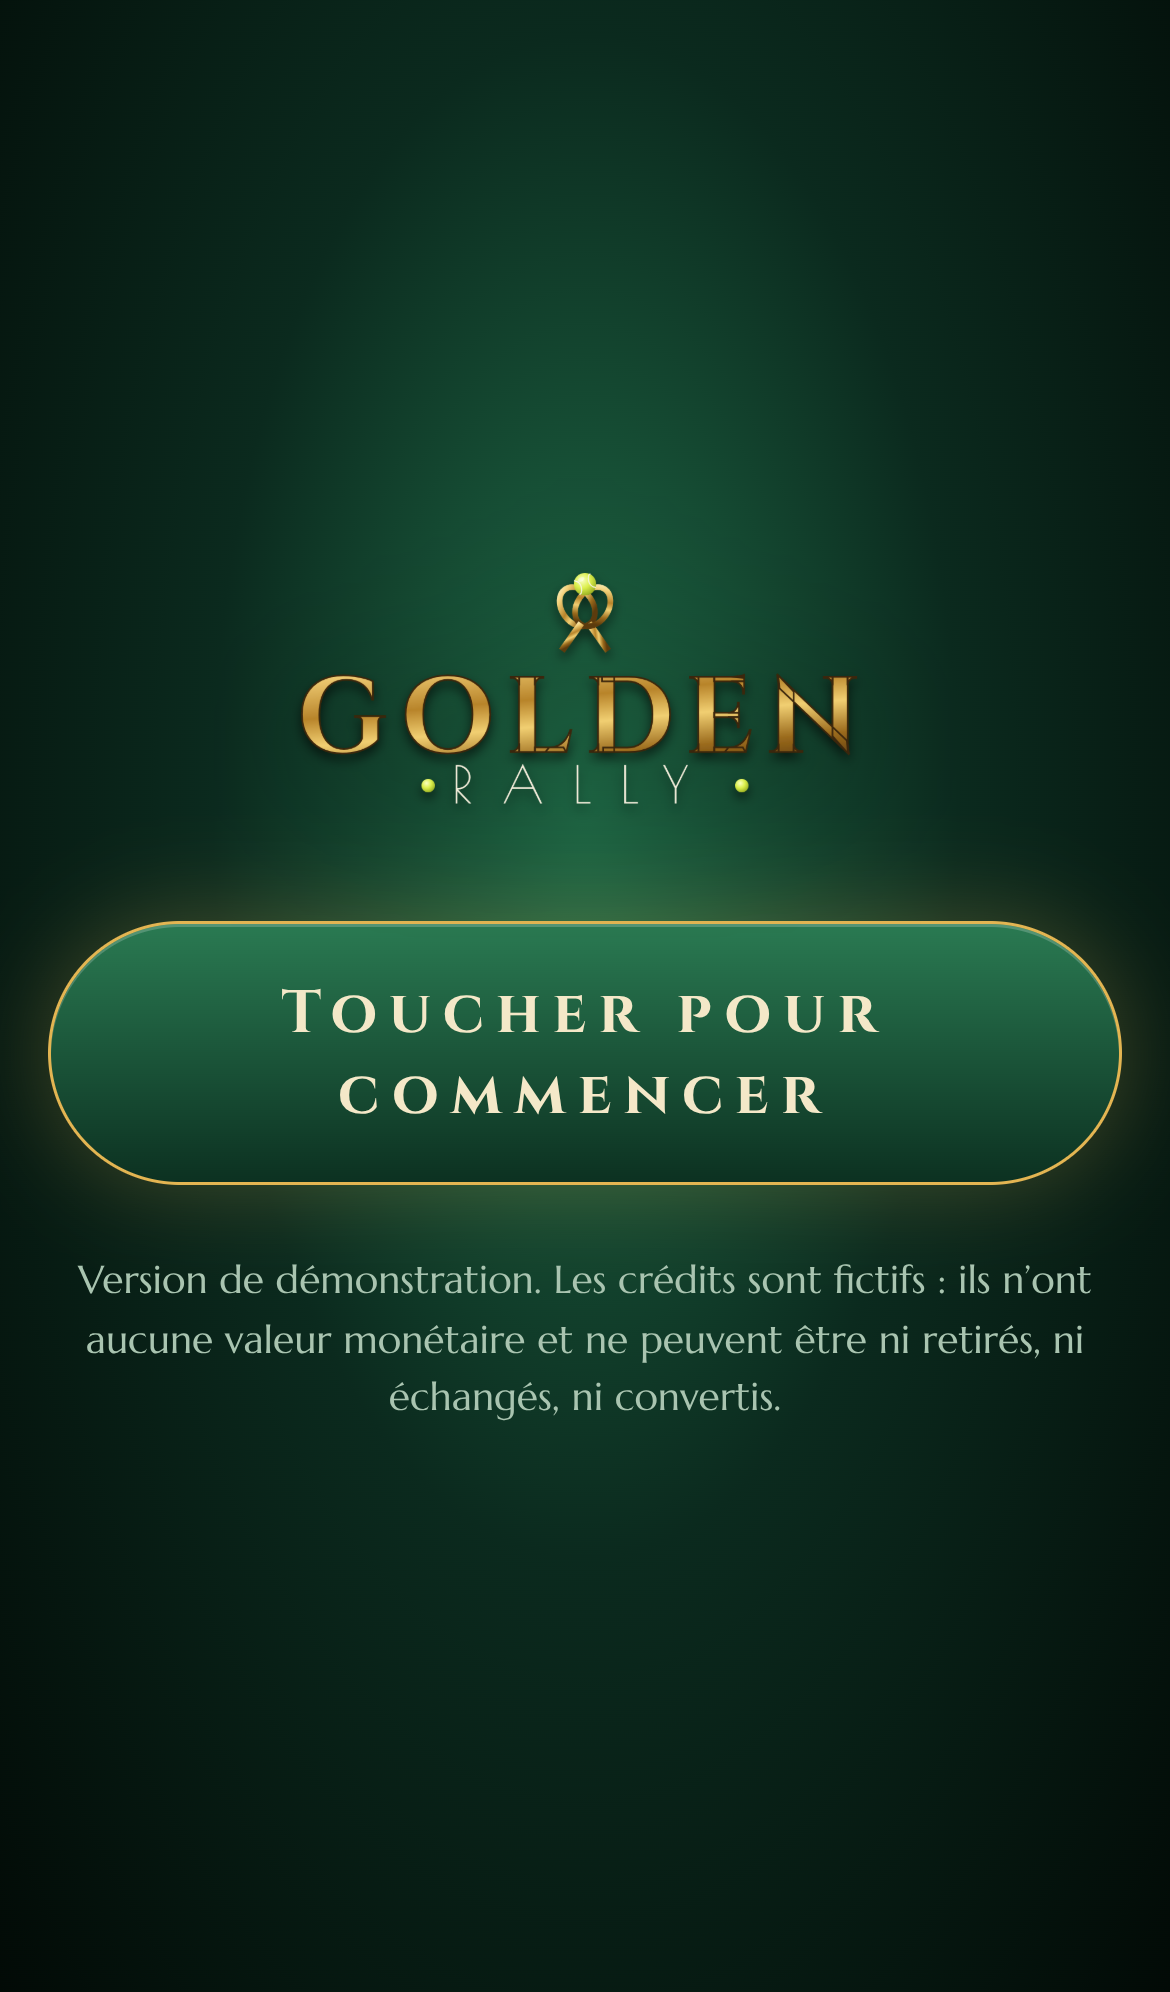 GOLDEN
RALLY
Toucher pour
commencer
Version de démonstration. Les crédits sont fictifs : ils n’ont
aucune valeur monétaire et ne peuvent être ni retirés, ni
échangés, ni convertis.